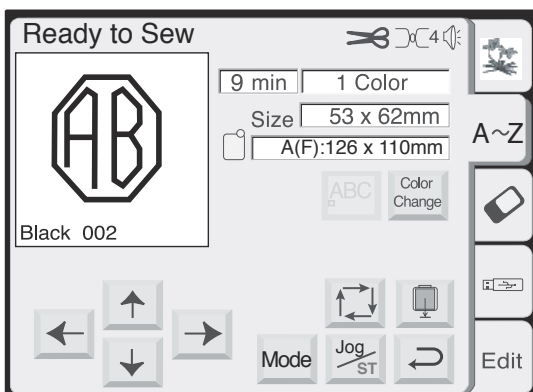 Ready to Sew
4
9 min
1 Color
Size
53 x 62mm
A(F):126 x 110mm
AB
Black 002
ABC
Color
Change
A~Z
Mode
Jog
ST
Edit